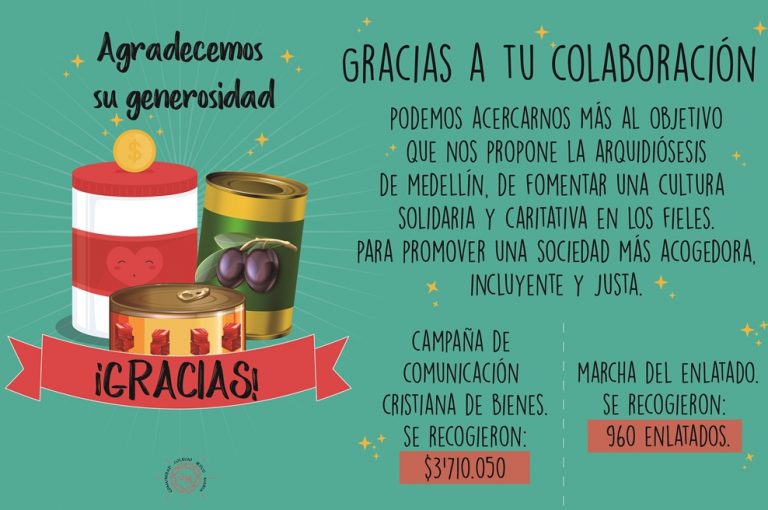 Agradecemos
su generosidad
$
¡GRACIAS!
GRACIAS A TU COLABORACIÓN
PODEMOS ACERCARNOS MÁS AL OBJETIVO
QUE NOS PROPONE LA ARQUIDIÓSESIS
DE MEDELLÍN, DE FOMENTAR UNA CULTURA
SOLIDARIA Y CARITATIVA EN LOS FIELES.
PARA PROMOVER UNA SOCIEDAD MÁS ACOGEDORA,
INCLUYENTE Y JUSTA.
CAMPAÑA DE
COMUNICACIÓN
CRISTIANA DE BIENES.
SE RECOGIERON:
$3'710.050
MARCHA DEL ENLATADO.
SE RECOGIERON:
960 ENLATADOS.